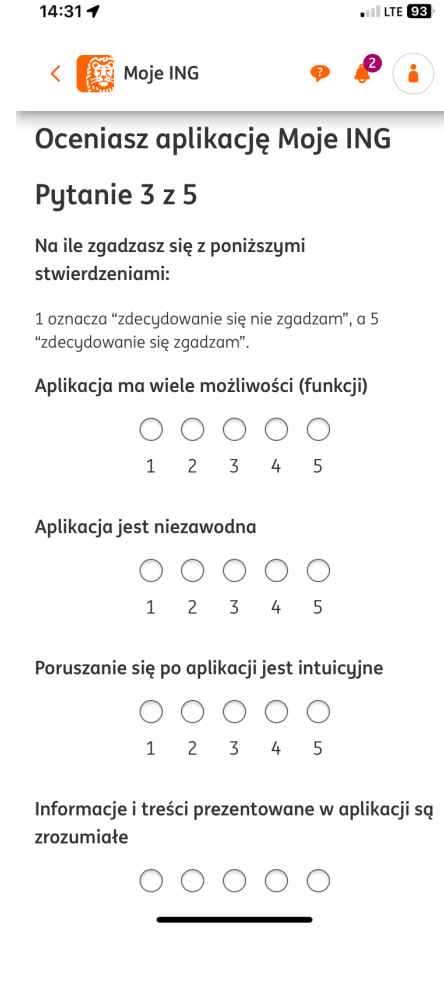 14:31
LTE 93
Moje ING
?
2
Oceniasz aplikację Moje ING
Pytanie 3 z 5
Na ile zgadzasz się z poniższymi
stwierdzeniami:
1 oznacza “zdecydowanie się nie zgadzam”, a 5
“zdecydowanie się zgadzam”.
Aplikacja ma wiele możliwości (funkcji)
1 2 3 4 5
Aplikacja jest niezawodna
1 2 3 4 5
Poruszanie się po aplikacji jest intuicyjne
1 2 3 4 5
Informacje i treści prezentowane w aplikacji są
zrozumiałe